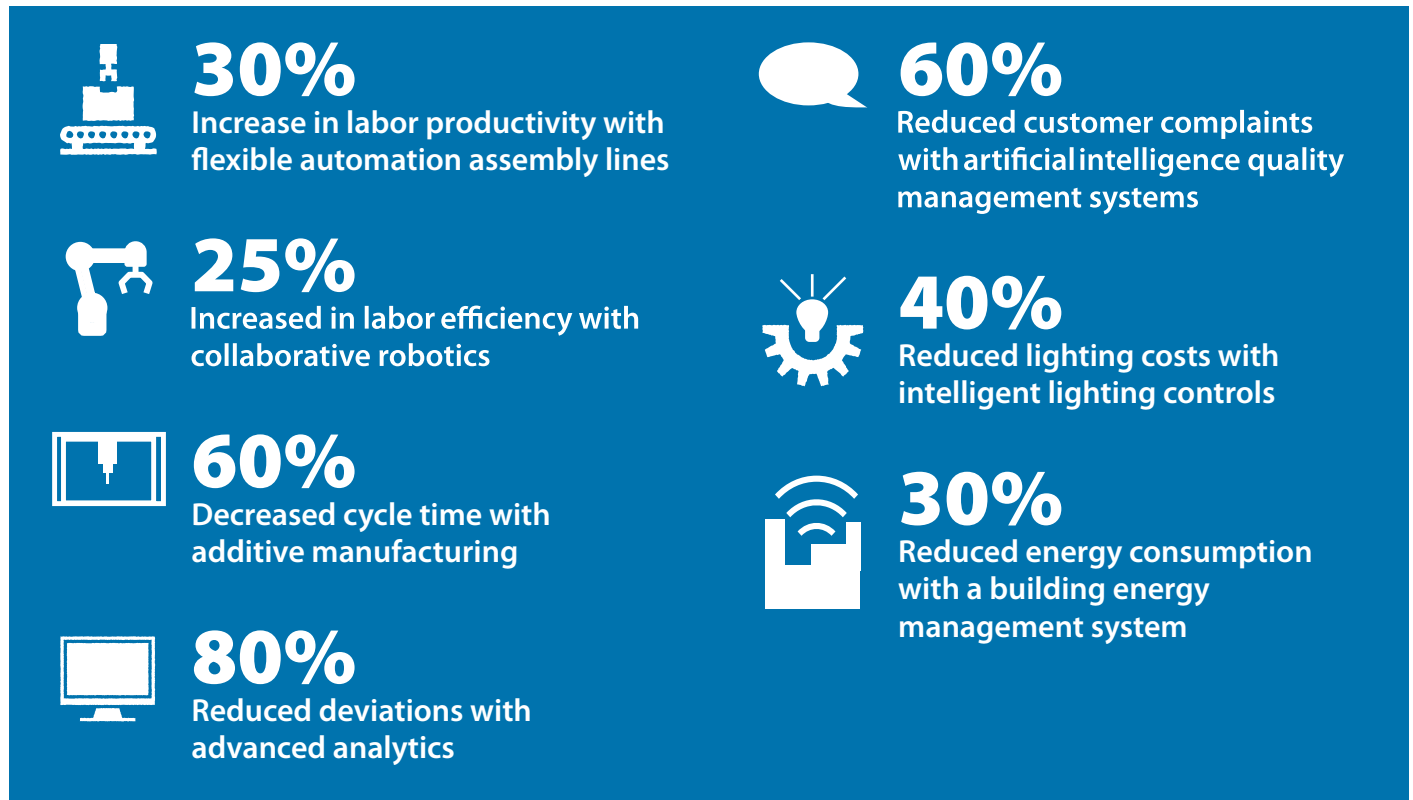 30%
Increase in labor productivity with
flexible automation assembly lines
25%
Increased in labor efficiency with
collaborative robotics
60%
Decreased cycle time with
additive manufacturing
80%
Reduced deviations with
advanced analytics
60%
Reduced customer complaints
with artificial intelligence quality
management systems
40%
Reduced lighting costs with
intelligent lighting controls
30%
Reduced energy consumption
with a building energy
management system